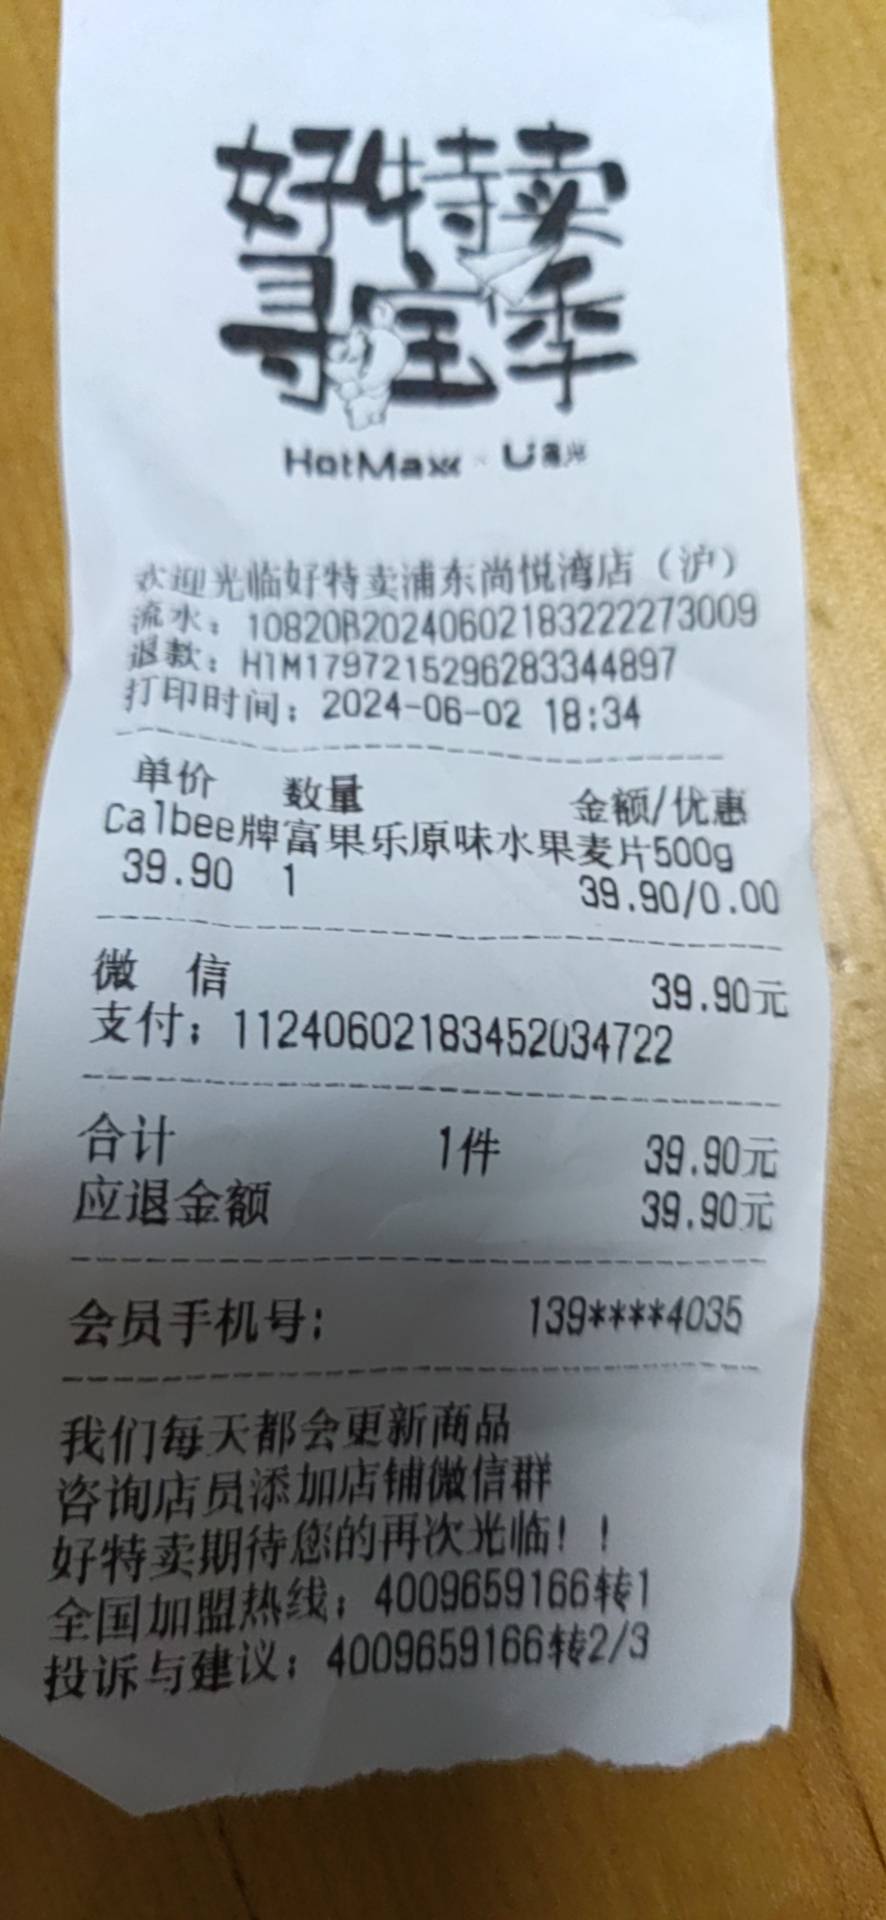 好特卖
寻宝季
HotMaxx
欢迎光临好特卖浦东尚悦湾店（沪）
流水：10820B20240602183222273009
退款：HTM1797215296283344897
打印时间：2024-06-02 18:34
单价 数量 金额/优惠
Calbee牌富果乐原味水果麦片500g
39.90 1 39.90/0.00
微 信 39.90元
支付：11240602183452034722
合计 1件 39.90元
应退金额 39.90元
会员手机号: 139****4035
我们每天都会更新商品
咨询店员添加店铺微信群
好特卖期待您的再次光临！！
全国加盟热线：4009659166转1
投诉与建议：4009659166转2/3